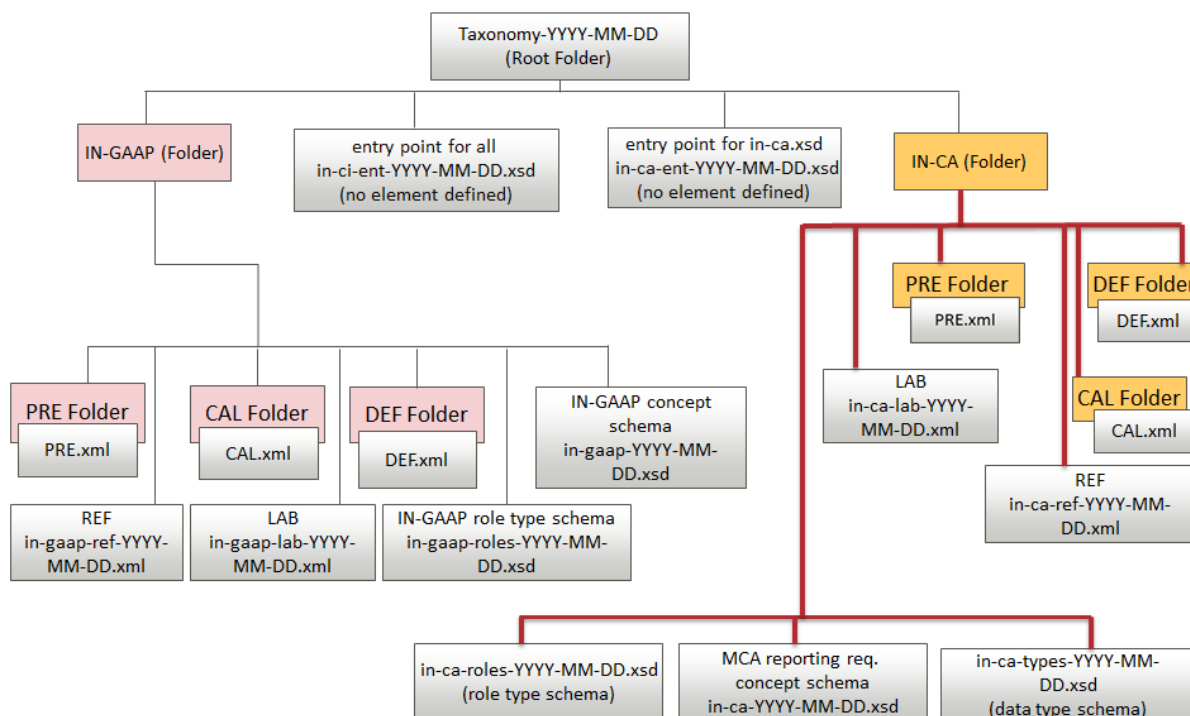 Taxonomy-YYYY-MM-DD
(Root Folder)
IN-GAAP (Folder)
entry point for all
in-ci-ent-YYYY-MM-DD.xsd
(no element defined)
entry point for in-ca.xsd
in-ca-ent-YYYY-MM-DD.xsd
(no element defined)
IN-CA (Folder)
PRE Folder
PRE.xml
DEF Folder
DEF.xml
LAB
in-ca-lab-YYYY-
MM-DD.xml
CAL Folder
CAL.xml
REF
in-ca-ref-YYYY-MM-
DD.xml
PRE Folder
PRE.xml
CAL Folder
CAL.xml
DEF Folder
DEF.xml
IN-GAAP concept
schema
in-gaap-YYYY-MM-
DD.xsd
REF
in-gaap-ref-YYYY-
MM-DD.xml
LAB
in-gaap-lab-YYYY-
MM-DD.xml
IN-GAAP role type schema
in-gaap-roles-YYYY-MM-
DD.xsd
in-ca-roles-YYYY-MM-DD.xsd
(role type schema)
MCA reporting req.
concept schema
in-ca-YYYY-MM-DD.xsd
in-ca-types-YYYY-MM-
DD.xsd
(data type schema)